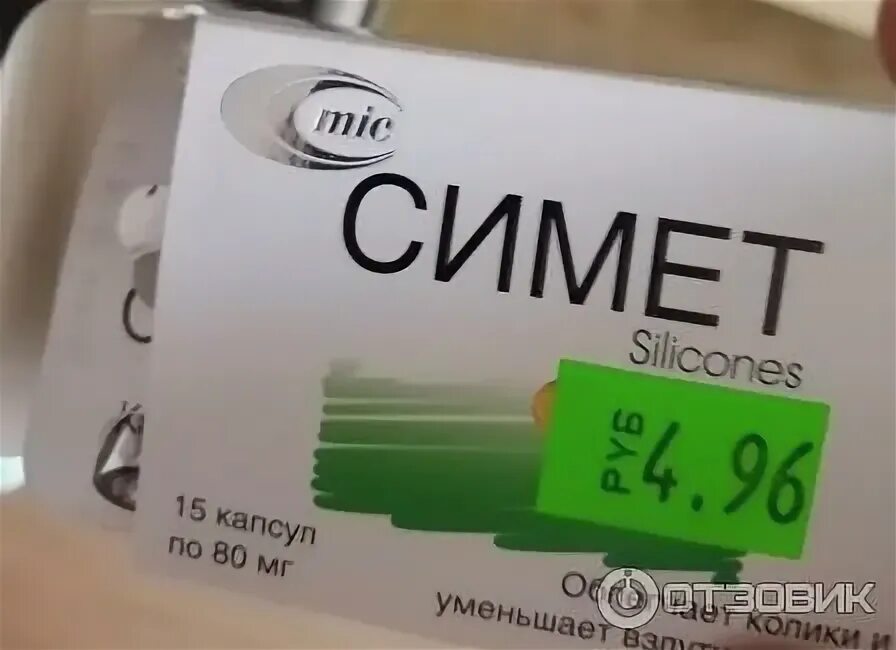 mic
СИМЕТ
Silicones
РУБ 4.96
15 капсул
по 80 мг
ОТЗОВИК
колики и
уменьшает